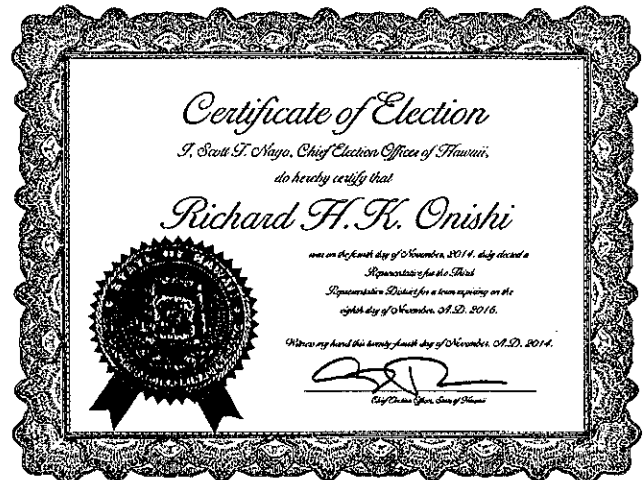 Certificate of Election
I, Scott T. Nago, Chief Election Officer of Hawaii,
do hereby certify that
Richard H. K. Onishi
was on the fourth day of November, 2014, duly elected a
Representative for the Third
Representative District for a term expiring on the
eighth day of November, A.D. 2016.
Witness my hand this twenty-fourth day of November, A.D. 2014.
Chief Election Officer, State of Hawaii